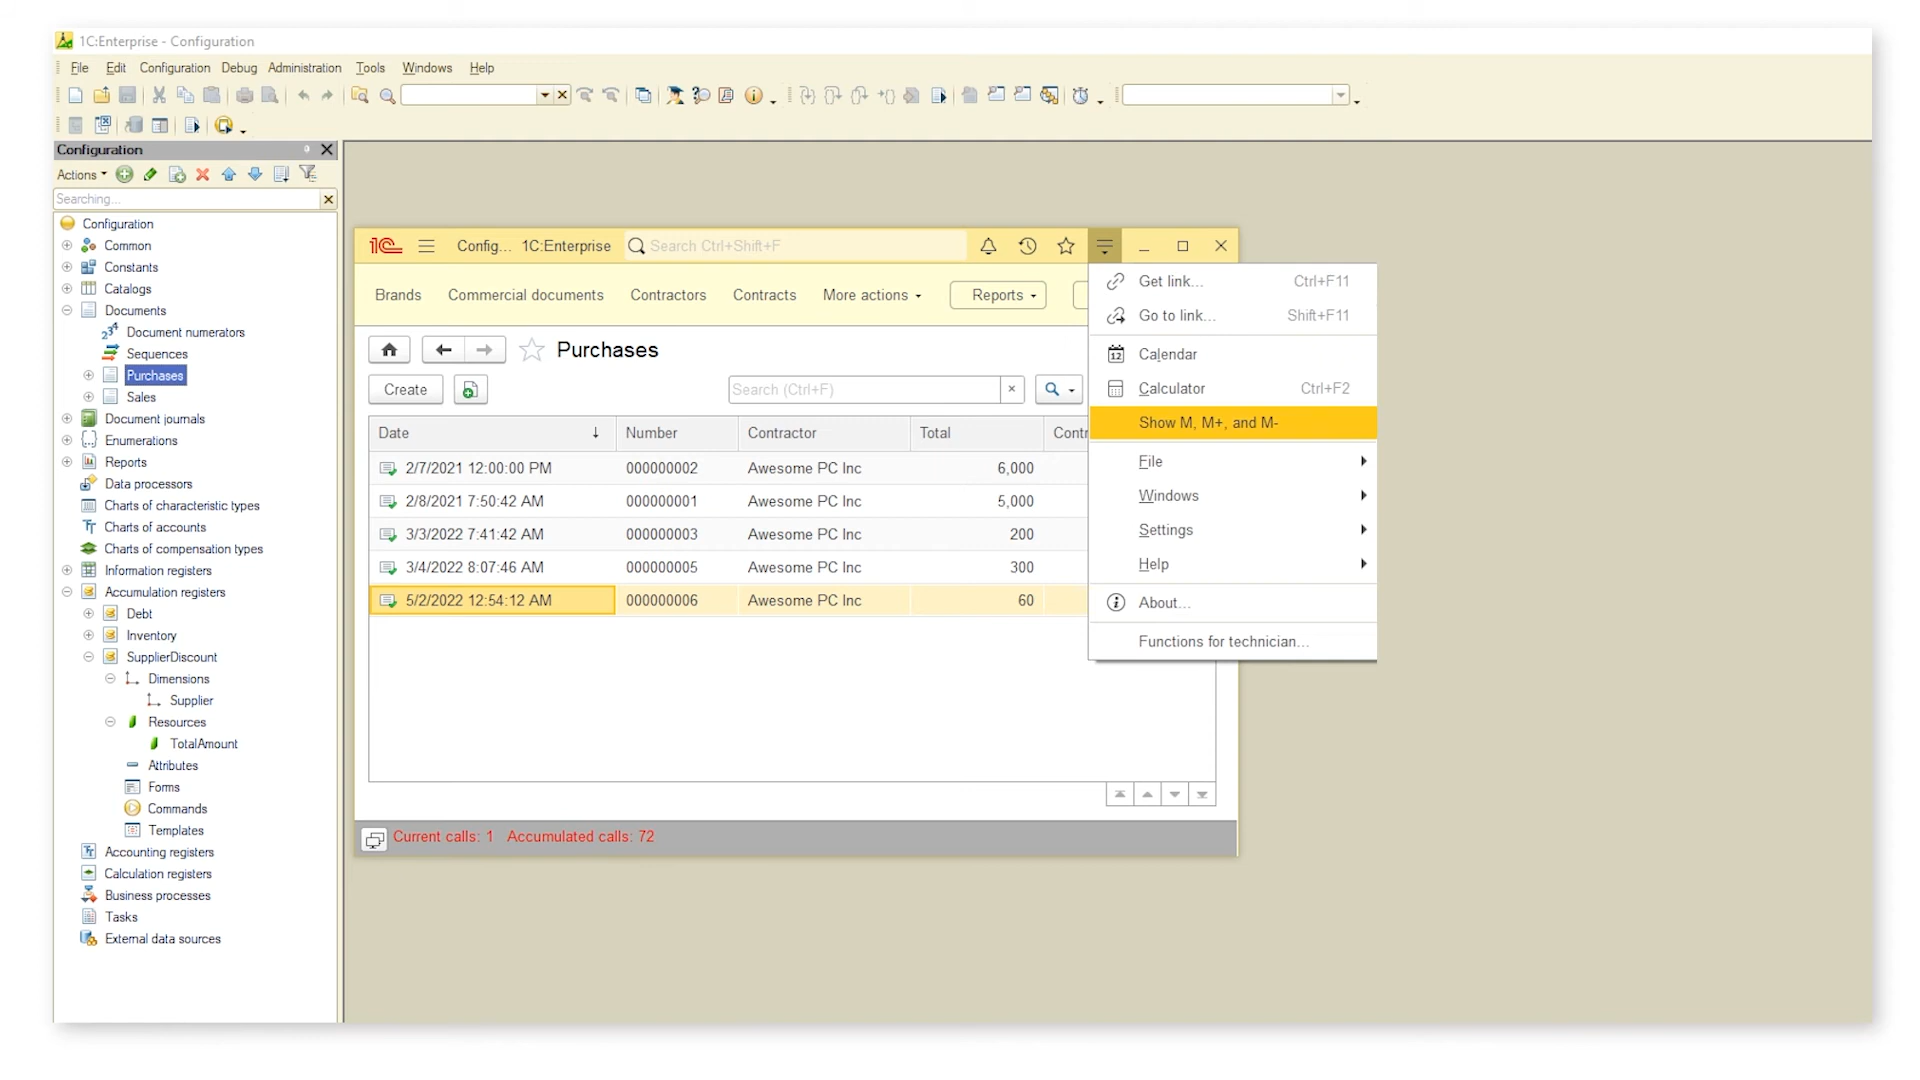 1C:Enterprise - Configuration
File Edit Configuration Debug Administration Tools Windows Help
Configuration
Actions
Searching...
Configuration
Common
Constants
Catalogs
Documents
Document numerators
Sequences
Purchases
Sales
Document journals
Enumerations
Reports
Data processors
Charts of characteristic types
Charts of accounts
Charts of compensation types
Information registers
Accumulation registers
Debt
Inventory
SupplierDiscount
Dimensions
Supplier
Resources
TotalAmount
Attributes
Forms
Commands
Templates
Accounting registers
Calculation registers
Business processes
Tasks
External data sources
1C Config... 1C:Enterprise Search Ctrl+Shift+F
Brands Commercial documents Contractors Contracts More actions Reports
Purchases
Create Search (Ctrl+F)
Date Number Contractor Total Contr
2/7/2021 12:00:00 PM 000000002 Awesome PC Inc 6,000
2/8/2021 7:50:42 AM 000000001 Awesome PC Inc 5,000
3/3/2022 7:41:42 AM 000000003 Awesome PC Inc 200
3/4/2022 8:07:46 AM 000000005 Awesome PC Inc 300
5/2/2022 12:54:12 AM 000000006 Awesome PC Inc 60
Current calls: 1 Accumulated calls: 72
Get link... Ctrl+F11
Go to link... Shift+F11
12 Calendar
Calculator Ctrl+F2
Show M, M+, and M-
File
Windows
Settings
Help
About...
Functions for technician...